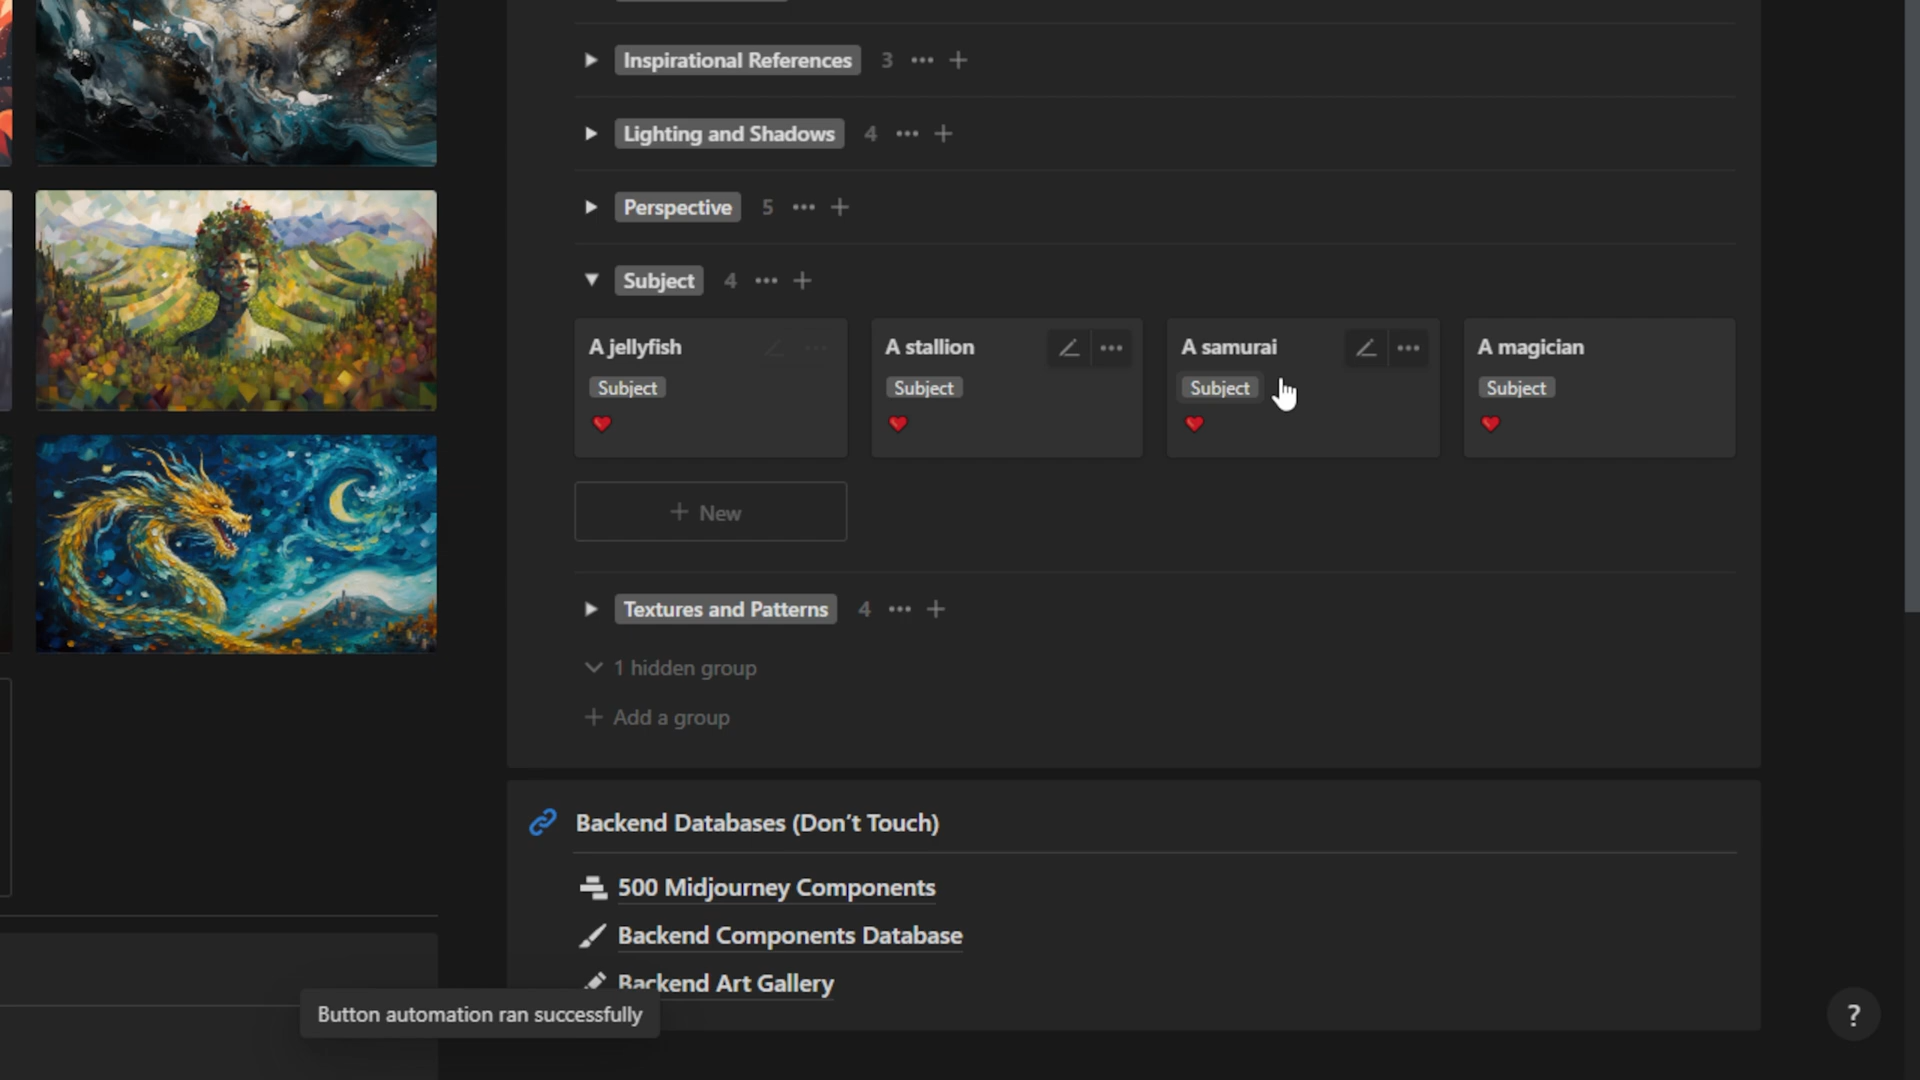 Inspirational References 3
Lighting and Shadows 4
Perspective 5
Subject 4
A jellyfish
Subject
A stallion
Subject
A samurai
Subject
A magician
Subject
+ New
Textures and Patterns 4
1 hidden group
+ Add a group
Backend Databases (Don't Touch)
500 Midjourney Components
Backend Components Database
Backend Art Gallery
Button automation ran successfully
?